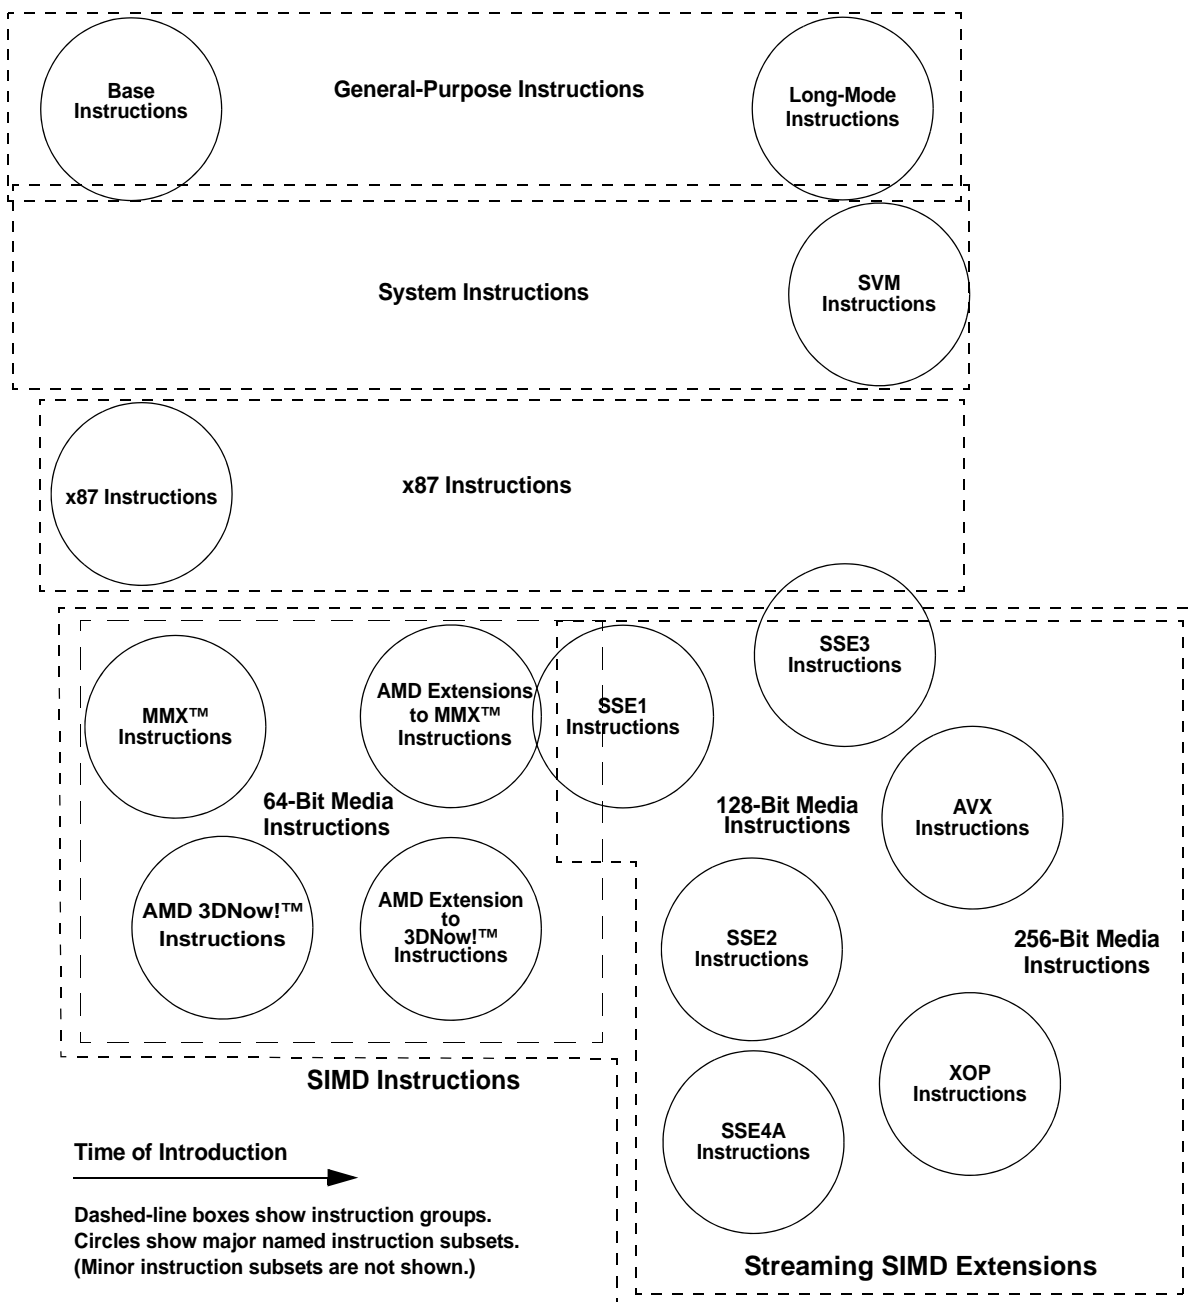 Base
Instructions
General-Purpose Instructions
Long-Mode
Instructions
System Instructions
SVM
Instructions
x87 Instructions
x87 Instructions
SSE3
Instructions
MMX™
Instructions
AMD Extensions
to MMX™
Instructions
SSE1
Instructions
64-Bit Media
Instructions
128-Bit Media
Instructions
AVX
Instructions
AMD 3DNow!™
Instructions
AMD Extension
to
3DNow!™
Instructions
SSE2
Instructions
256-Bit Media
Instructions
SIMD Instructions
XOP
Instructions
SSE4A
Instructions
Time of Introduction
Dashed-line boxes show instruction groups.
Circles show major named instruction subsets.
(Minor instruction subsets are not shown.)
Streaming SIMD Extensions